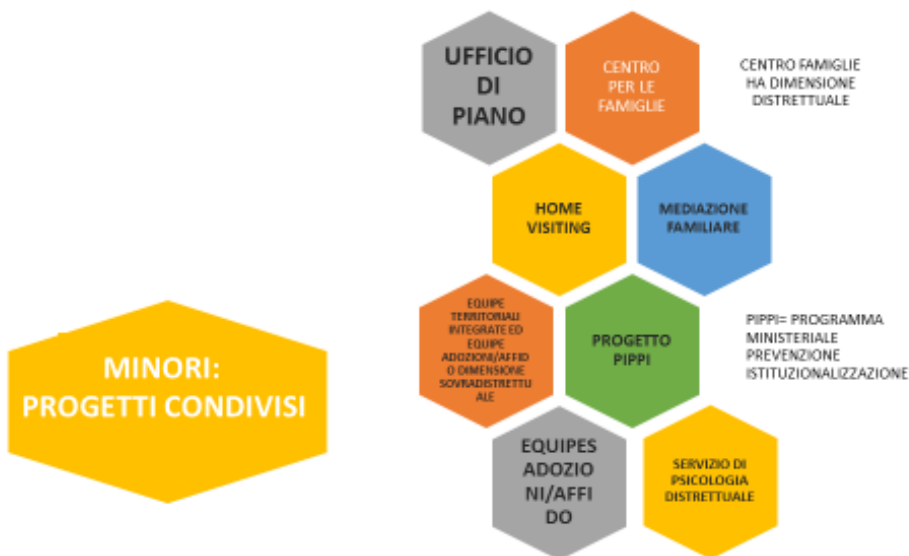 UFFICIO
DI
PIANO
CENTRO
PER LE
FAMIGLIE
CENTRO FAMIGLIE
HA DIMENSIONE
DISTRETTUALE
HOME
VISITING
MEDIAZIONE
FAMILIARE
EQUIPE
TERRITORIALI
INTEGRATE ED
EQUIPE
ADOZIONI/AFFID
O DIMENSIONE
SOVRADISTRETTU
ALE
PROGETTO
PIPPI
PIPPI= PROGRAMMA
MINISTERIALE
PREVENZIONE
ISTITUZIONALIZZAZIONE
MINORI:
PROGETTI CONDIVISI
EQUIPES
ADOZIO
NI/AFFI
DO
SERVIZIO DI
PSICOLOGIA
DISTRETTUALE